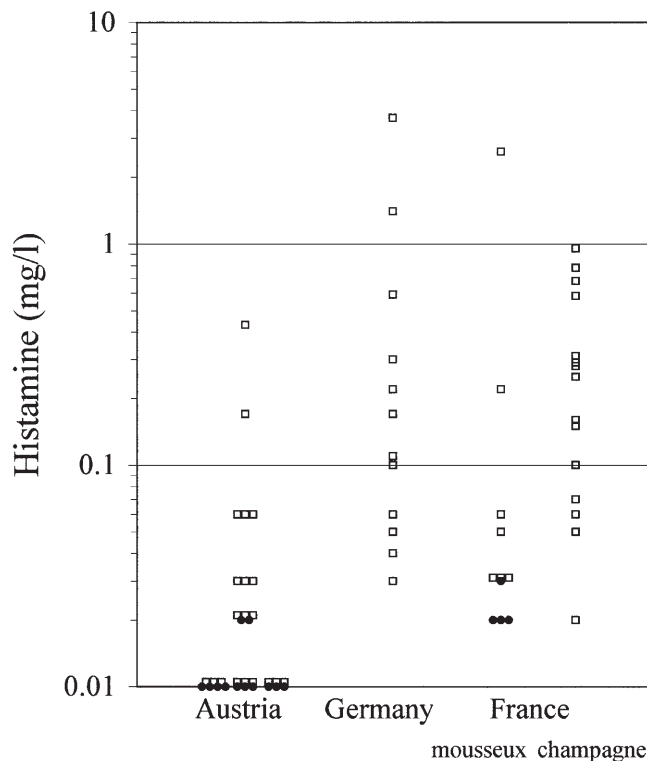 10
1
0.1
0.01
Histamine (mg/l)
Austria Germany France
mousseux champagne